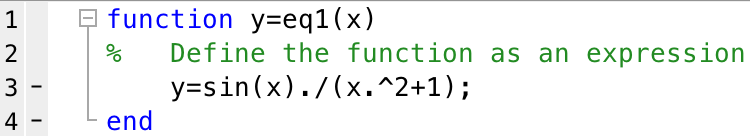 1 function y=eq1(x)
2 % Define the function as an expression
3 - y=sin(x)./(x.^2+1);
4 - end